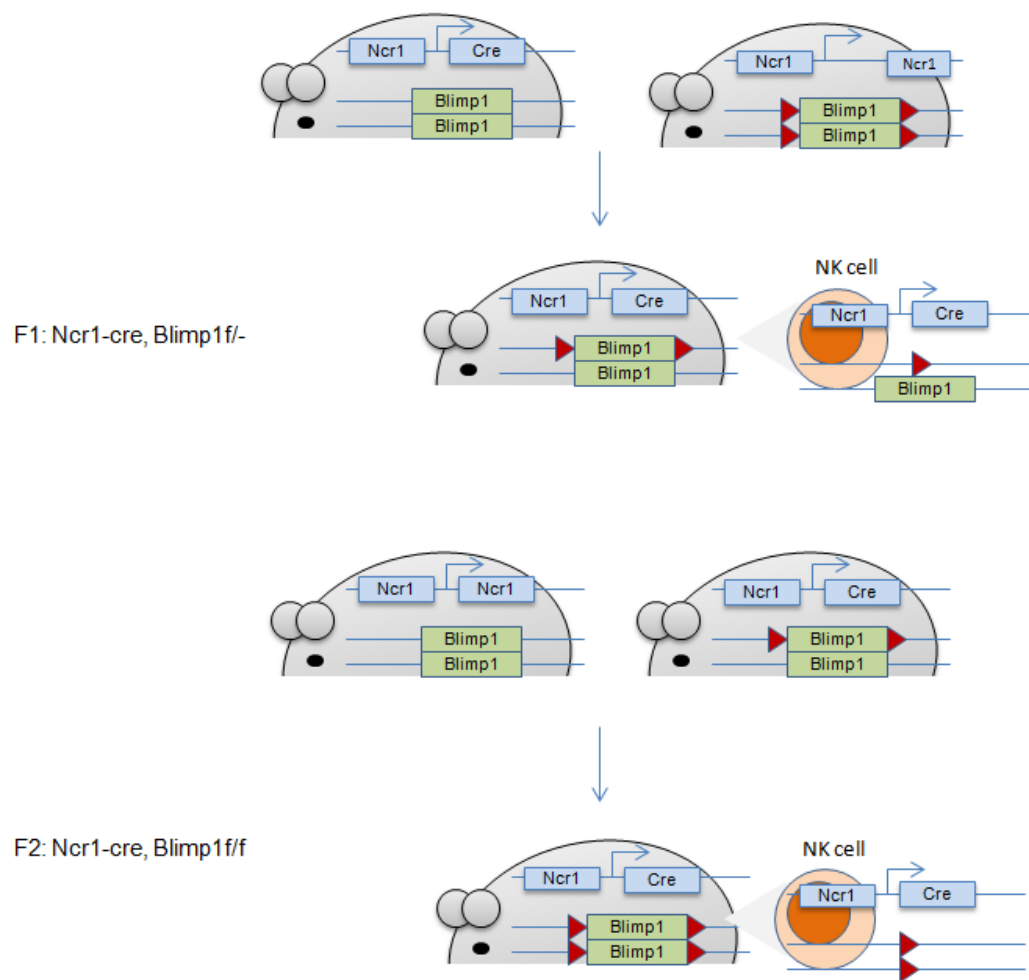 Ncr1 Cre Ncr1 Ncr1
Blimp1 Blimp1
Blimp1 Blimp1
NK cell
F1: Ncr1-cre, Blimp1f/-
Ncr1 Cre Ncr1 Cre
Blimp1
Blimp1 Blimp1
Ncr1 Ncr1 Ncr1 Cre
Blimp1 Blimp1
Blimp1 Blimp1
F2: Ncr1-cre, Blimp1f/f
NK cell
Ncr1 Cre Ncr1 Cre
Blimp1
Blimp1